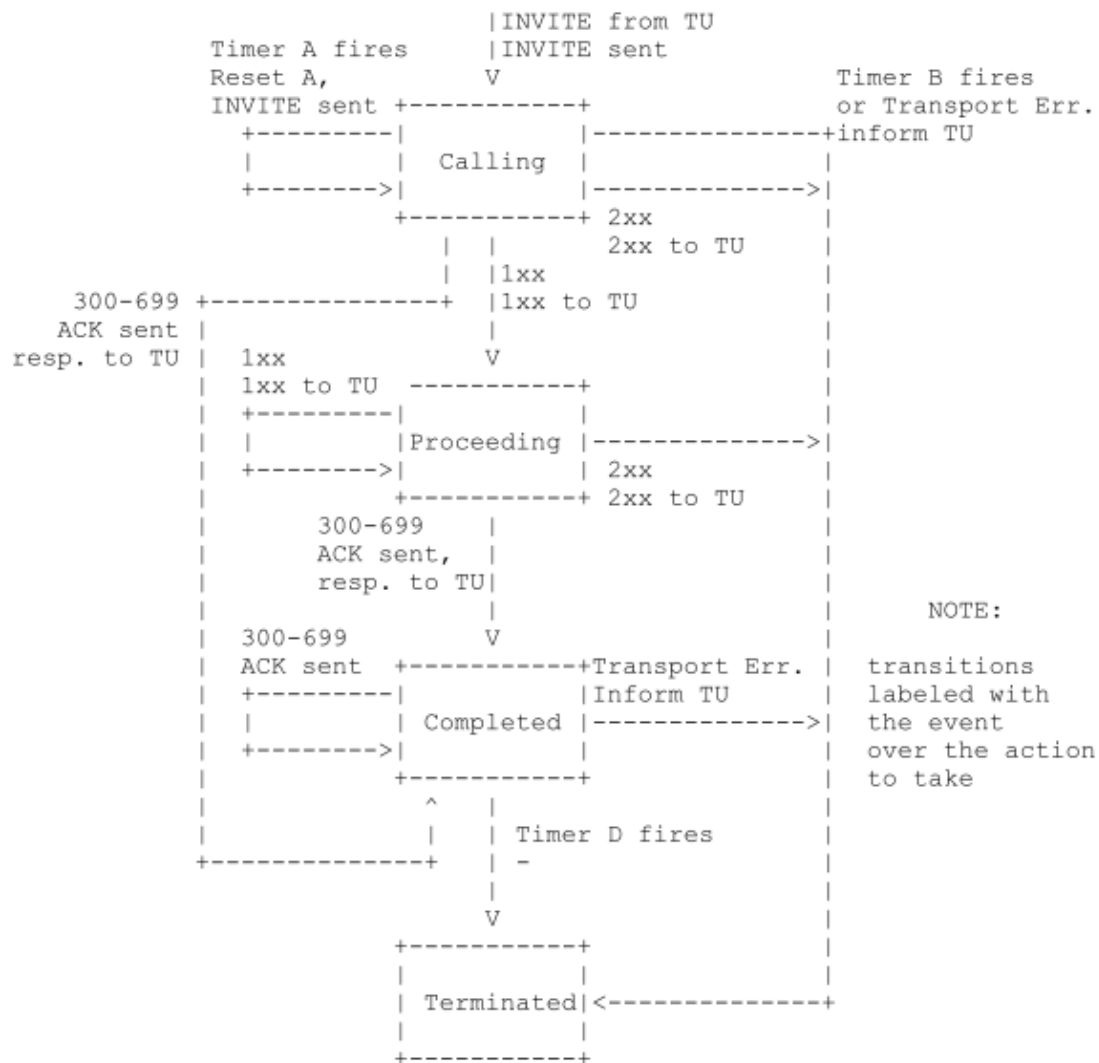 |INVITE from TU
Timer A fires |INVITE sent
Reset A, V Timer B fires
INVITE sent +-----------+ or Transport Err.
+---------| |---------------+inform TU
| | Calling | |
+-------->| |-------------->|
+-----------+ 2xx |
| | 2xx to TU |
| |1xx |
300-699 +---------------+ |1xx to TU |
ACK sent | | |
resp. to TU | 1xx V |
| 1xx to TU -----------+ |
| +---------| | |
| | |Proceeding |-------------->|
| +-------->| | 2xx |
| +-----------+ 2xx to TU |
| 300-699 | |
| ACK sent, | |
| resp. to TU| |
| | | NOTE:
| 300-699 V |
| ACK sent +-----------+Transport Err. | transitions
| +---------| |Inform TU | labeled with
| | | Completed |-------------->| the event
| +-------->| | | over the action
| +-----------+ | to take
| ^ | |
| | | Timer D fires |
+--------------+ | - |
| |
V |
+-----------+ |
| | |
| Terminated|<--------------+
| |
+-----------+